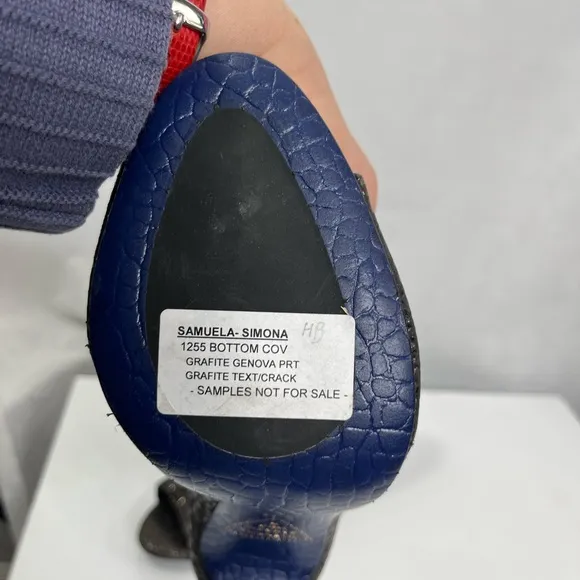 SAMUELA- SIMONA HB
1255 BOTTOM COV
GRAFITE GENOVA PRT
GRAFITE TEXT/CRACK
- SAMPLES NOT FOR SALE -